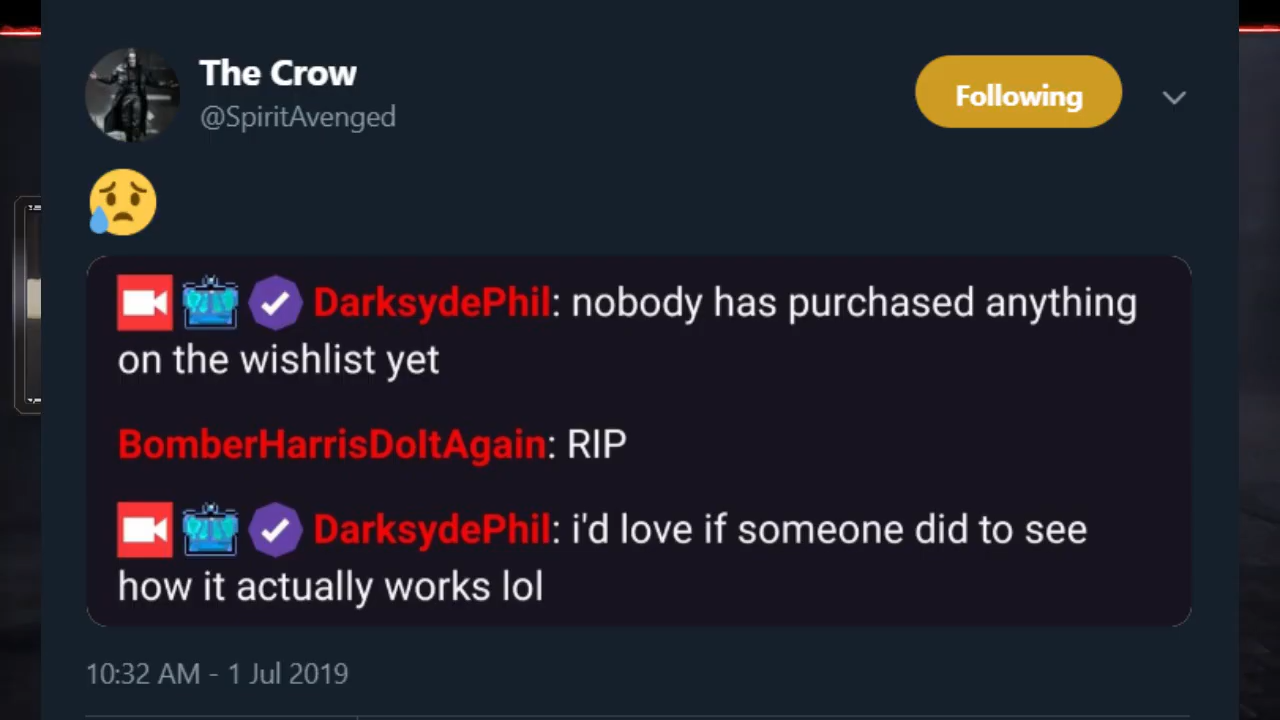 The Crow
@SpiritAvenged
Following
😥
DarksydePhil: nobody has purchased anything
on the wishlist yet
BomberHarrisDoItAgain: RIP
DarksydePhil: i'd love if someone did to see
how it actually works lol
10:32 AM - 1 Jul 2019